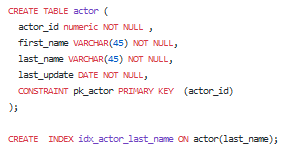 CREATE TABLE actor (
  actor_id numeric NOT NULL ,
  first_name VARCHAR(45) NOT NULL,
  last_name VARCHAR(45) NOT NULL,
  last_update DATE NOT NULL,
  CONSTRAINT pk_actor PRIMARY KEY  (actor_id)
);
CREATE  INDEX idx_actor_last_name ON actor(last_name);